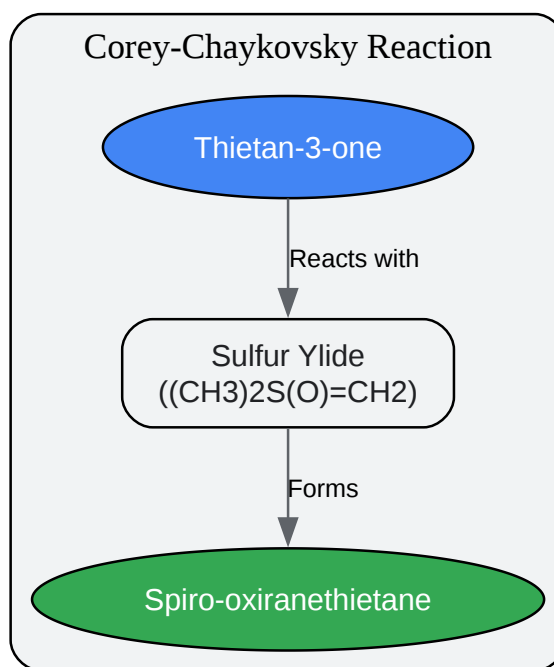 Corey-Chaykovsky Reaction
Thietan-3-one
Reacts with
Sulfur Ylide
((CH3)2S(O)=CH2)
Forms
Spiro-oxiranethietane